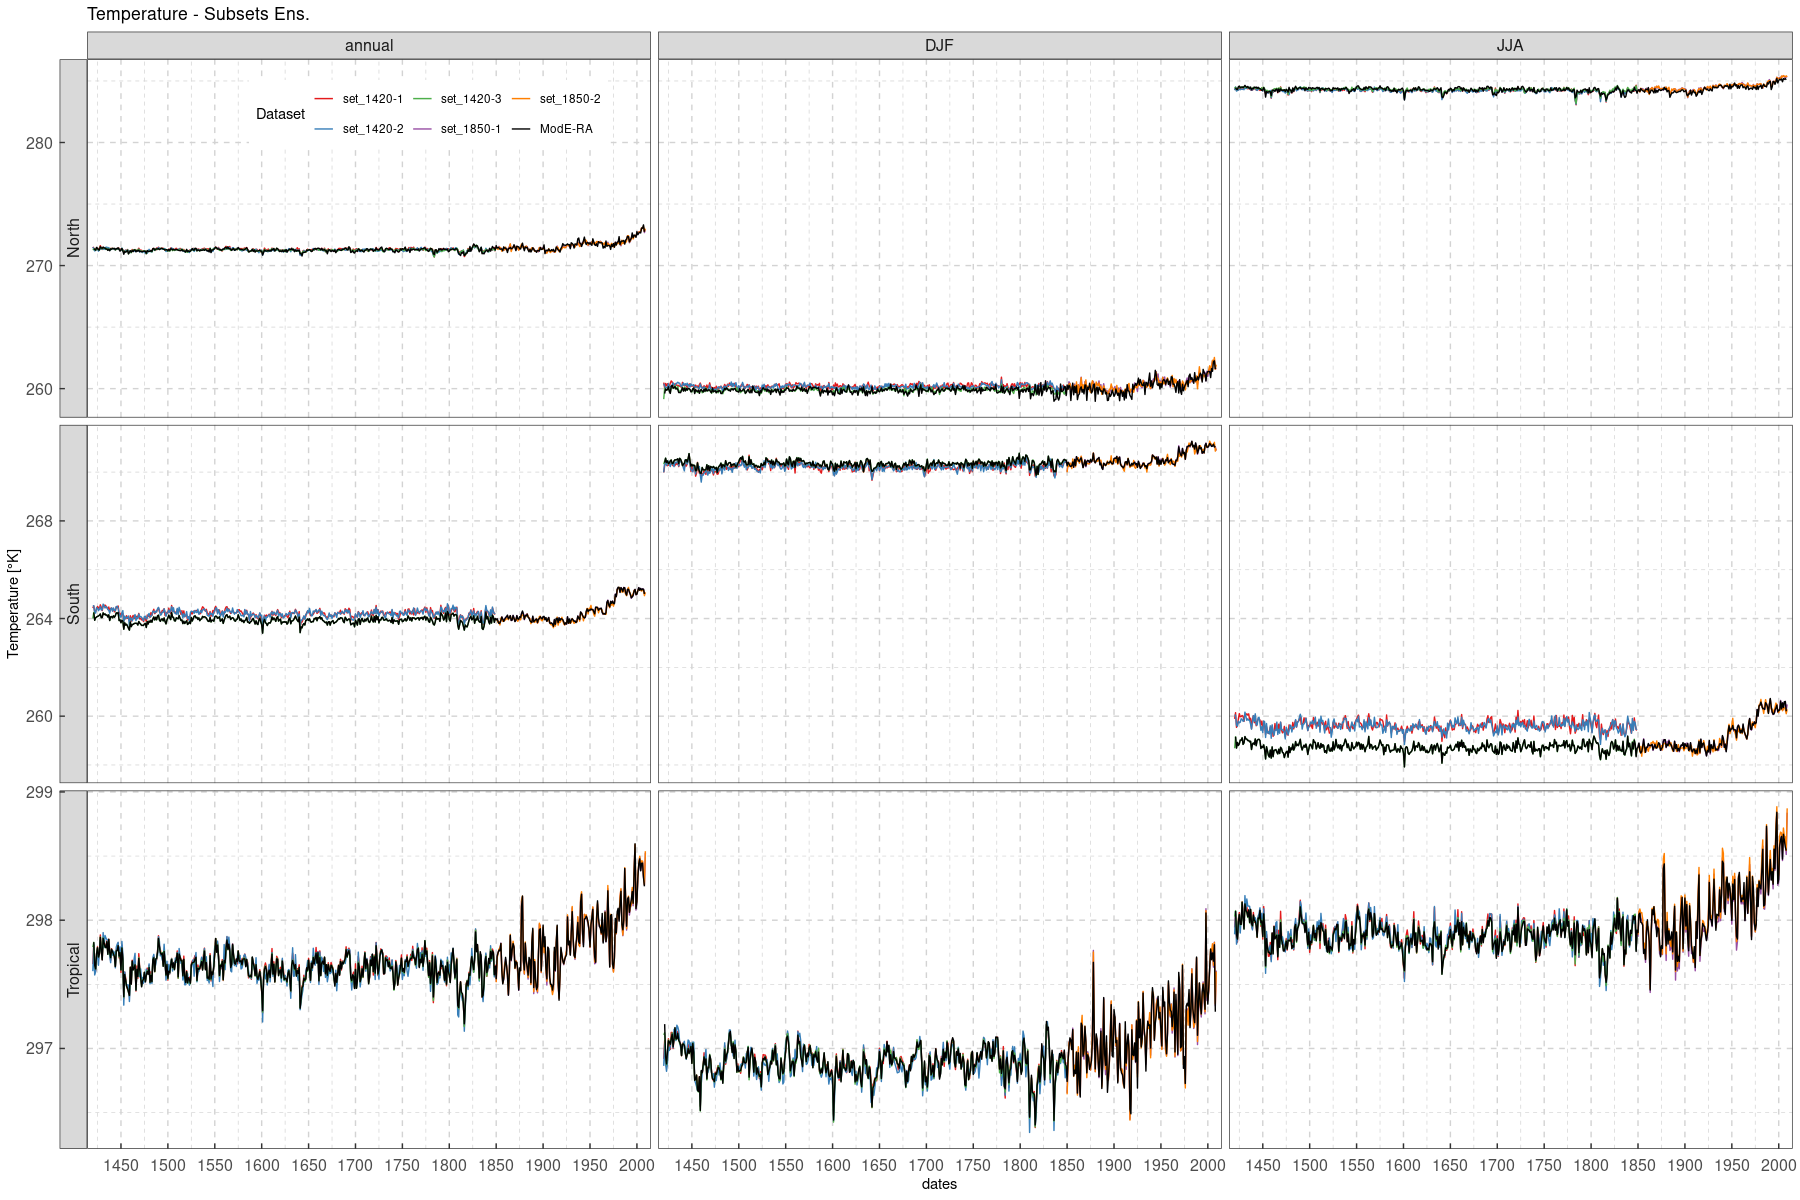 Temperature - Subsets Ens.
annual DJF JJA
Dataset set_1420-1 set_1420-3 set_1850-2
set_1420-2 set_1850-1 ModE-RA
North
280
270
260
Temperature [°K]
South
268
264
260
Tropical
299
298
297
1450 1500 1550 1600 1650 1700 1750 1800 1850 1900 1950 2000 1450 1500 1550 1600 1650 1700 1750 1800 1850 1900 1950 2000 1450 1500 1550 1600 1650 1700 1750 1800 1850 1900 1950 2000
dates